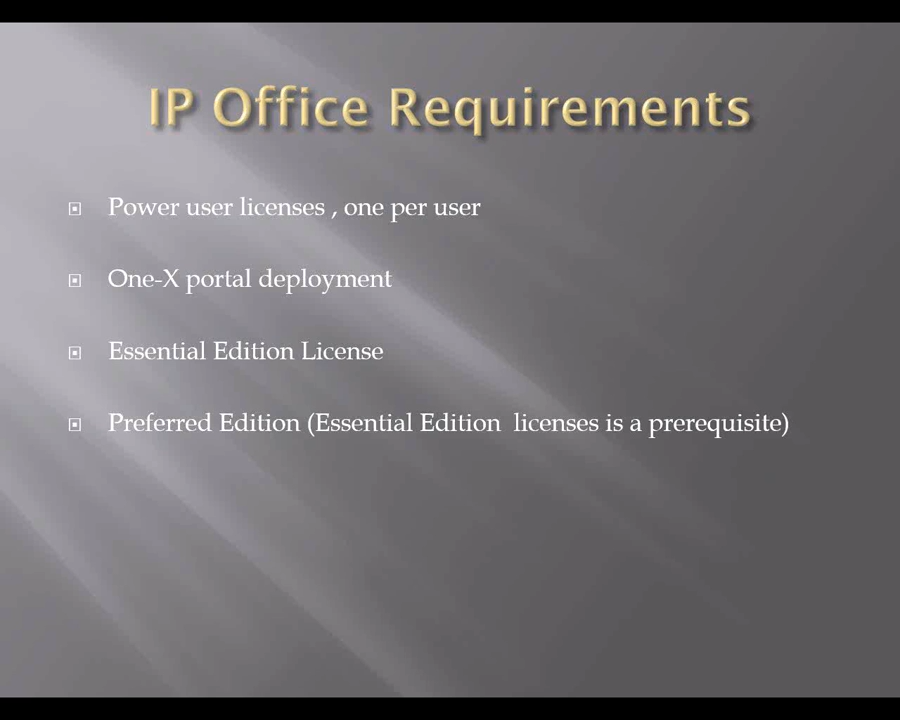 IP Office Requirements
Power user licenses , one per user
One-X portal deployment
Essential Edition License
Preferred Edition (Essential Edition  licenses is a prerequisite)